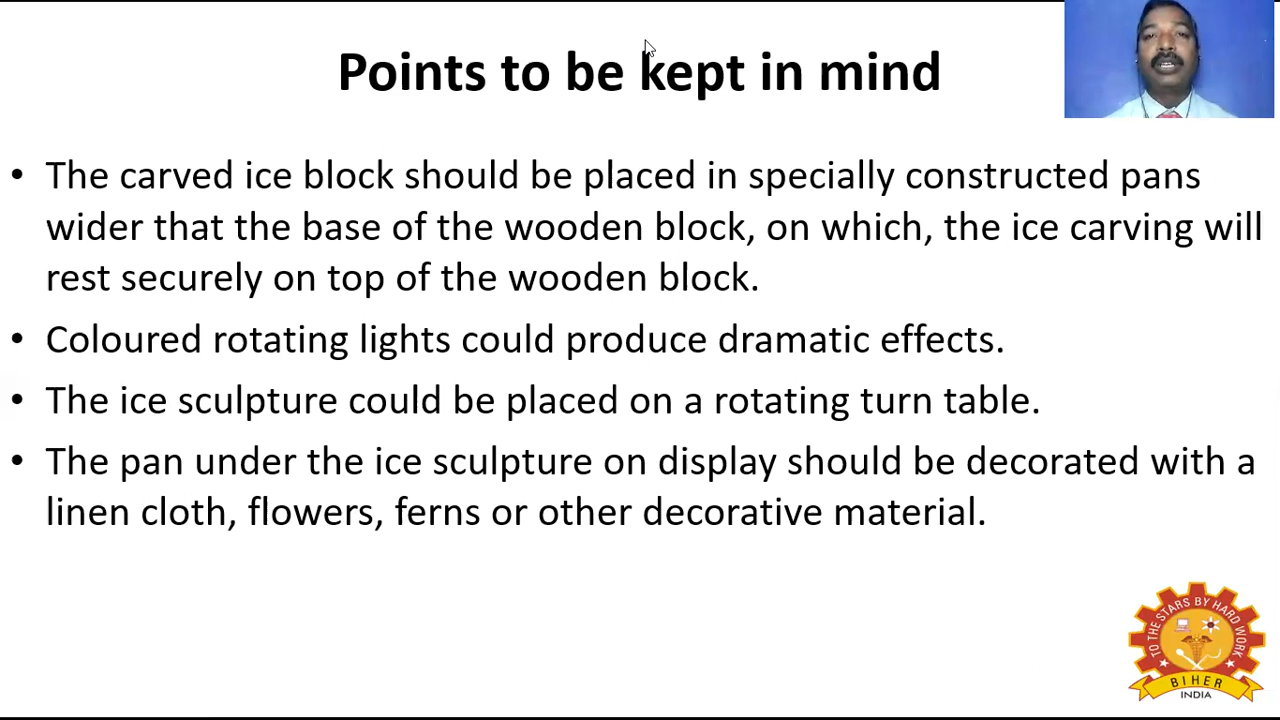 Points to be kept in mind
• The carved ice block should be placed in specially constructed pans
wider that the base of the wooden block, on which, the ice carving will
rest securely on top of the wooden block.
• Coloured rotating lights could produce dramatic effects.
• The ice sculpture could be placed on a rotating turn table.
• The pan under the ice sculpture on display should be decorated with a
linen cloth, flowers, ferns or other decorative material.
TO THE STARS BY HARD WORK
BIHER
INDIA